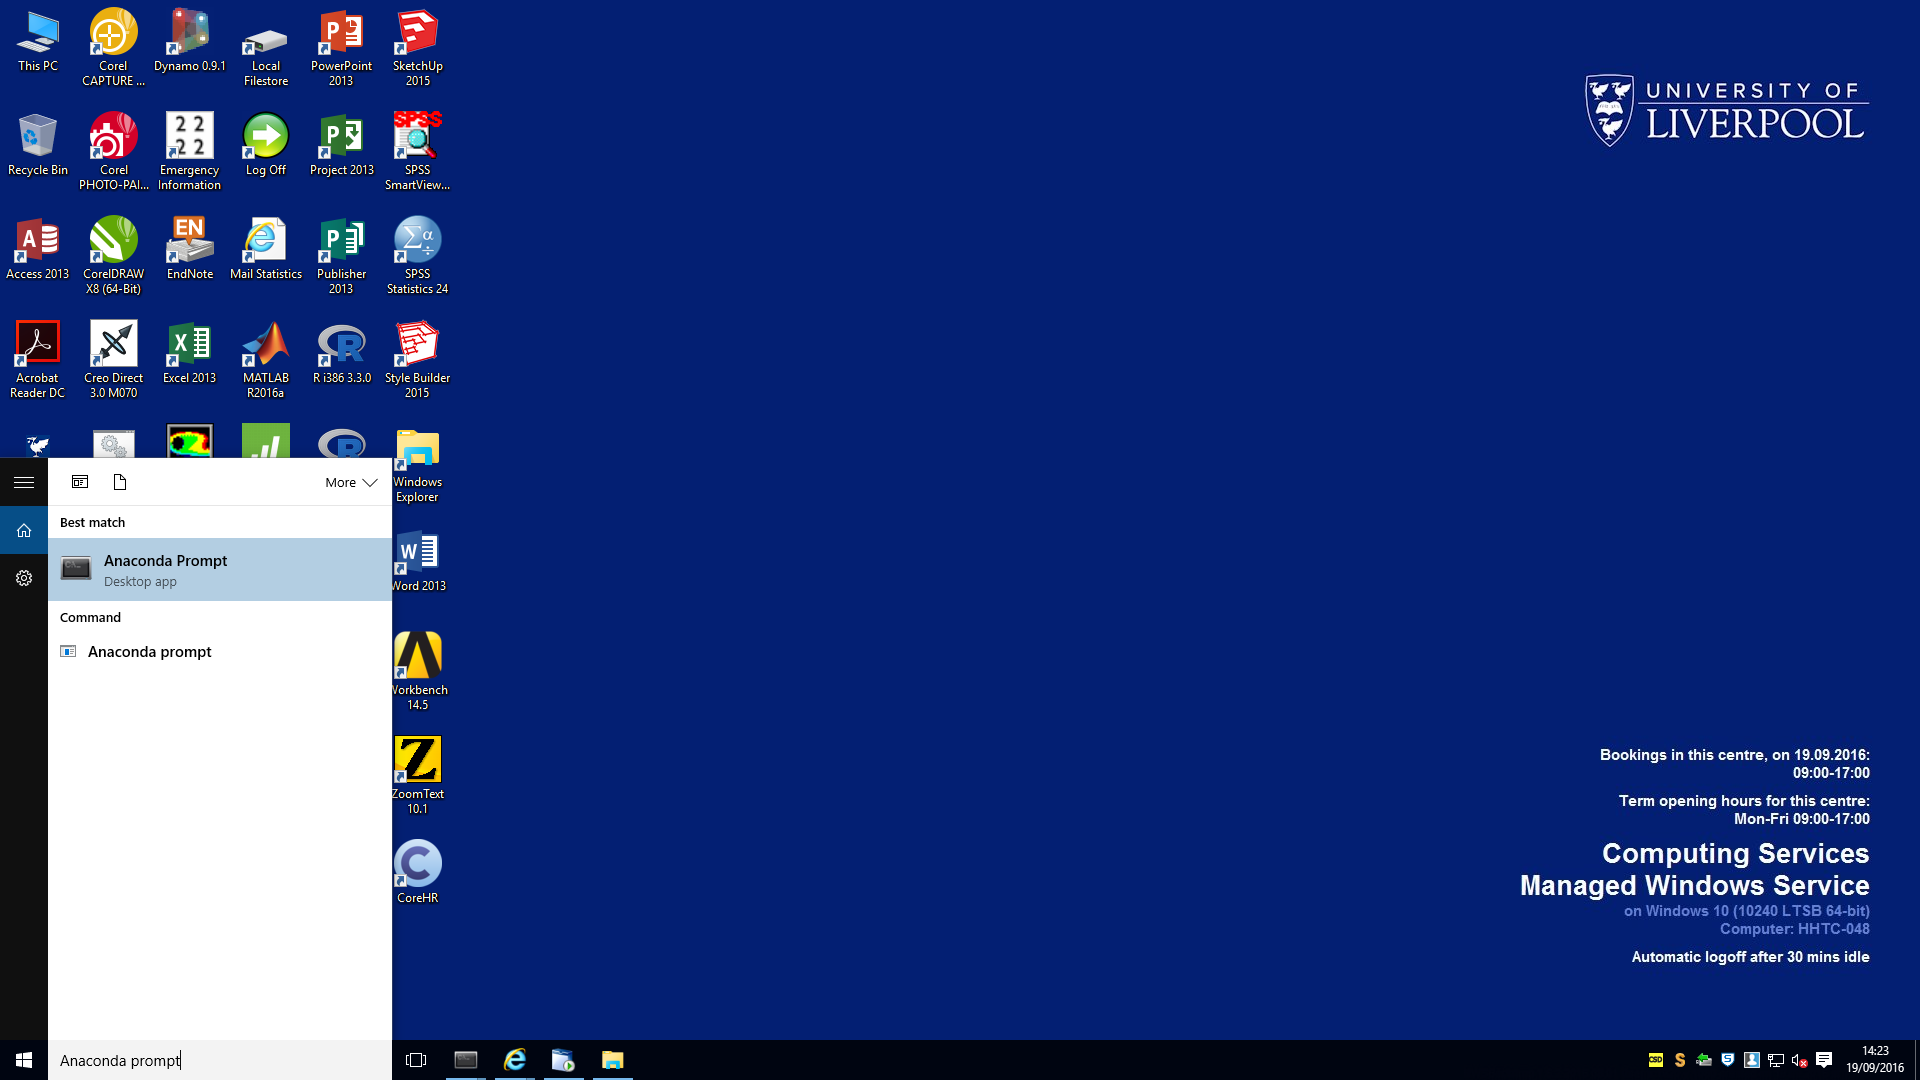 This PC
Corel
CAPTURE ...
Dynamo 0.9.1
Local
Filestore
PowerPoint
2013
SketchUp
2015
UNIVERSITY OF
LIVERPOOL
Recycle Bin
Corel
PHOTO-PAI...
2 2
2 2
Emergency
Information
Log Off
Project 2013
SPSS
SPSS
SmartView...
Access 2013
CorelDRAW
X8 (64-Bit)
EN
EndNote
Mail Statistics
Publisher
2013
SPSS
Statistics 24
Acrobat
Reader DC
Creo Direct
3.0 M070
Excel 2013
MATLAB
R2016a
R i386 3.3.0
Style Builder
2015
Windows
Explorer
Word 2013
Workbench
14.5
ZoomText
10.1
CoreHR
More
Best match
Anaconda Prompt
Desktop app
Command
Anaconda prompt
Bookings in this centre, on 19.09.2016:
09:00-17:00
Term opening hours for this centre:
Mon-Fri 09:00-17:00
Computing Services
Managed Windows Service
on Windows 10 (10240 LTSB 64-bit)
Computer: HHTC-048
Automatic logoff after 30 mins idle
Anaconda prompt
CSD
14:23
19/09/2016